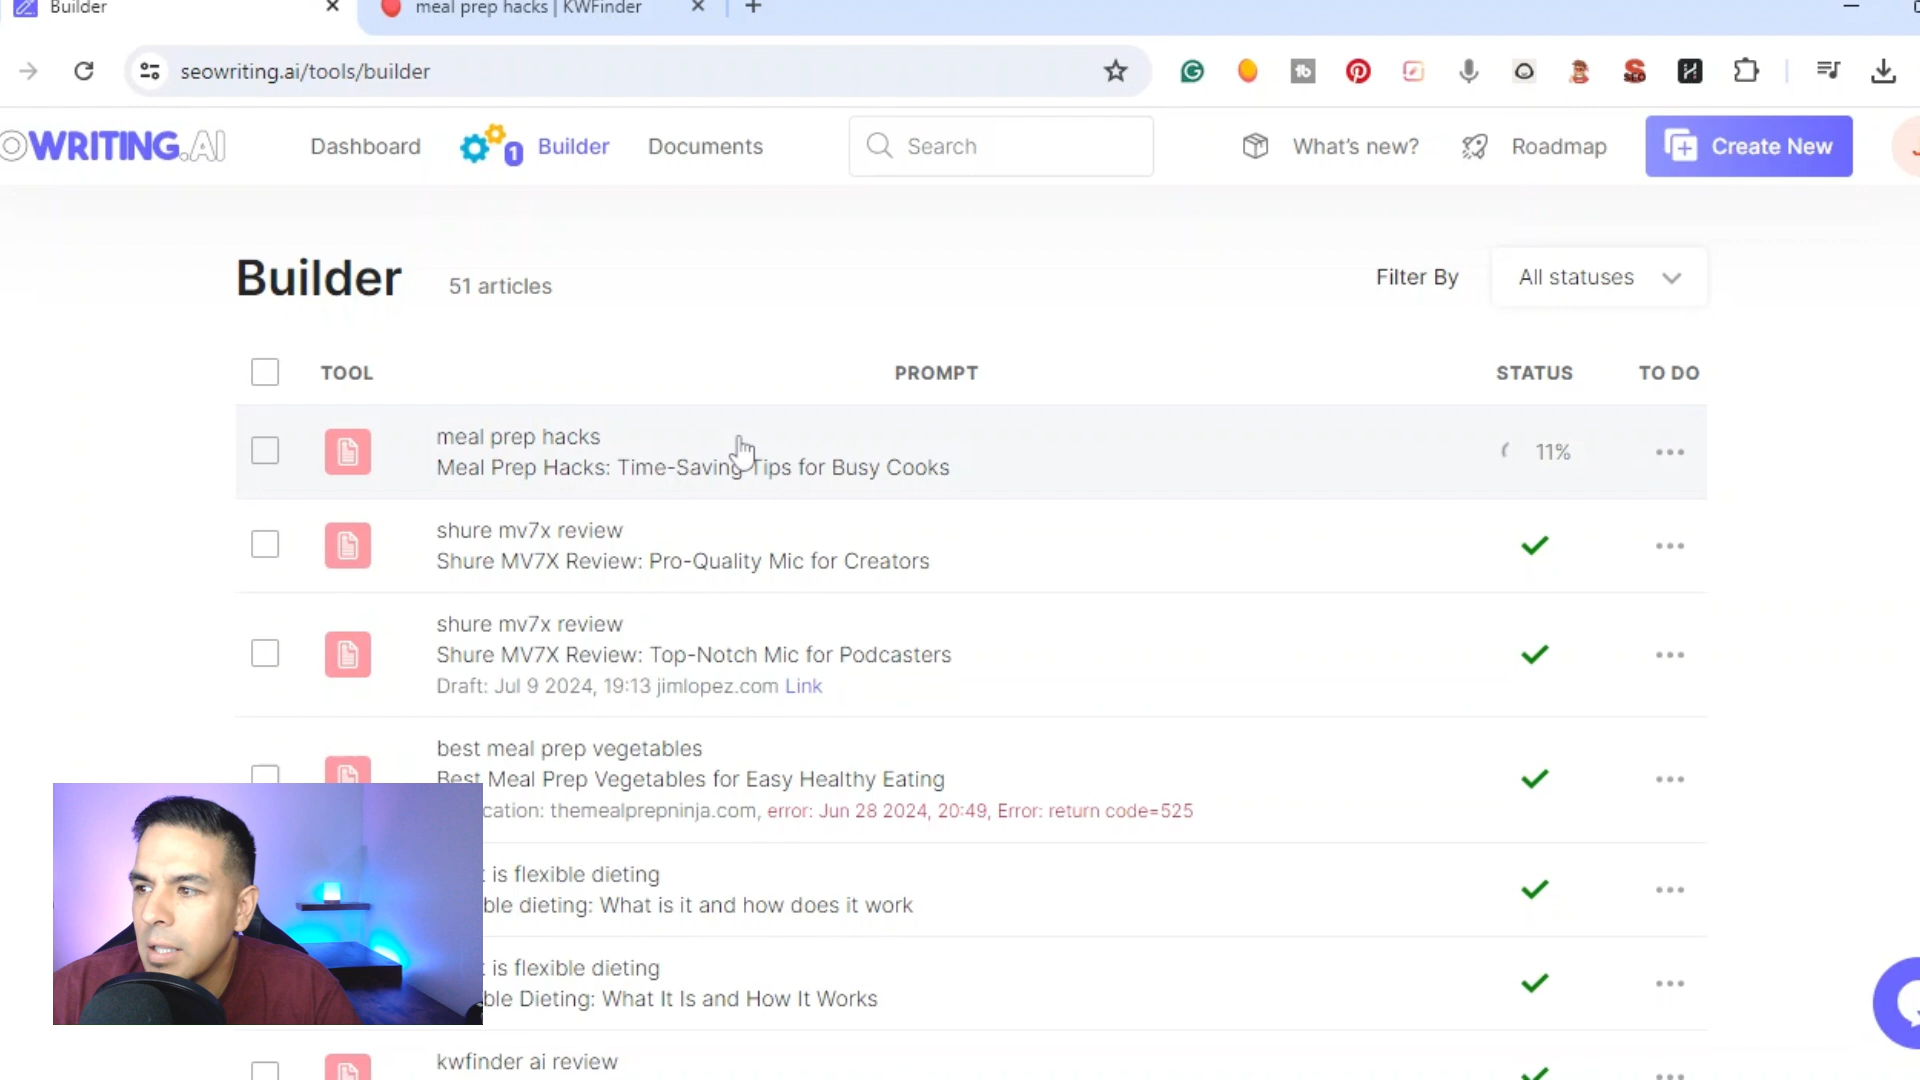 Builder
meal prep hacks | KWFinder
seowriting.ai/tools/builder
OWRITING.AI
Dashboard
1
Builder
Documents
Search
What's new?
Roadmap
Create New
Builder
51 articles
Filter By
All statuses
TOOL
PROMPT
STATUS
TO DO
meal prep hacks
Meal Prep Hacks: Time-Saving Tips for Busy Cooks
11%
shure mv7x review
Shure MV7X Review: Pro-Quality Mic for Creators
shure mv7x review
Shure MV7X Review: Top-Notch Mic for Podcasters
Draft: Jul 9 2024, 19:13 jimlopez.com Link
best meal prep vegetables
Best Meal Prep Vegetables for Easy Healthy Eating
cation: themealprepninja.com, error: Jun 28 2024, 20:49, Error: return code=525
is flexible dieting
ble dieting: What is it and how does it work
is flexible dieting
ble Dieting: What It Is and How It Works
kwfinder ai review